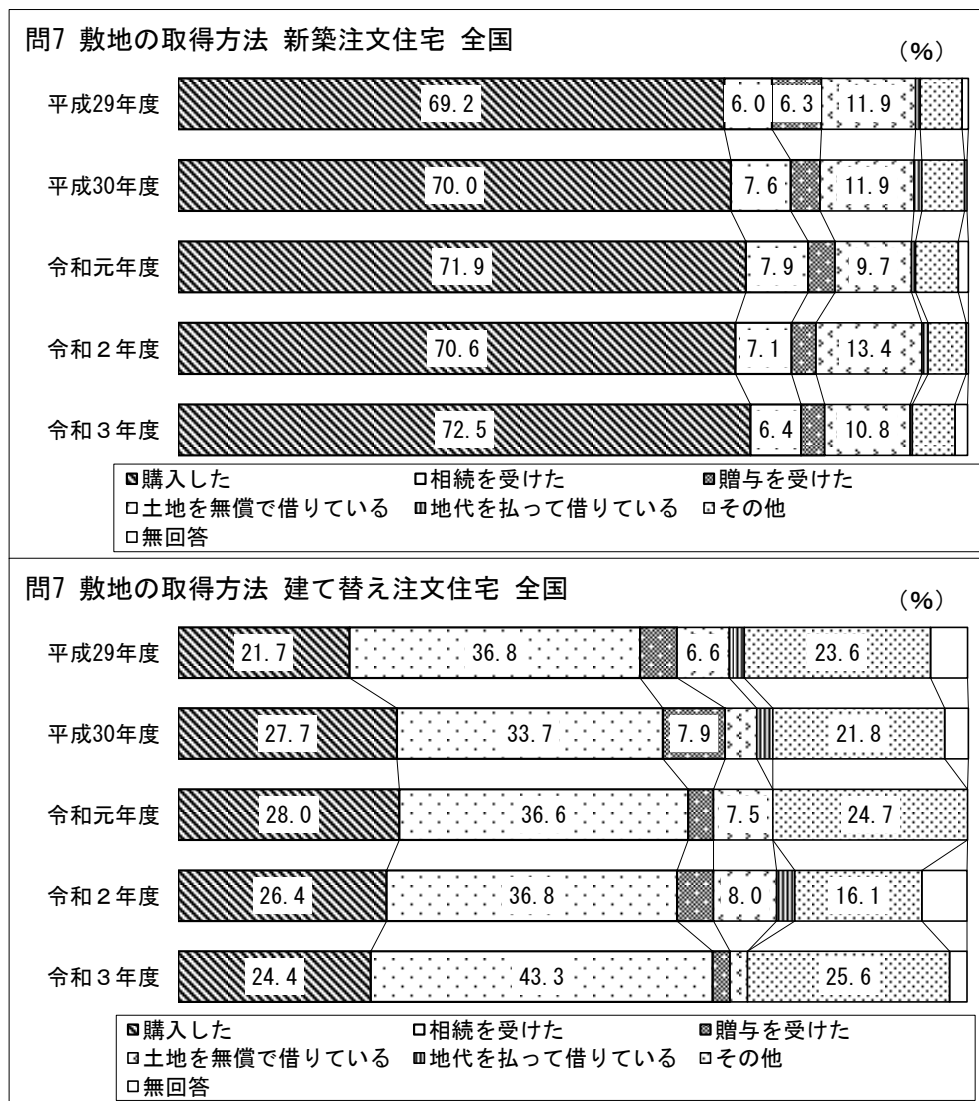 問7 敷地の取得方法 新築注文住宅 全国
(%)
平成29年度 69.2 6.0 6.3 11.9
平成30年度 70.0 7.6 11.9
令和元年度 71.9 7.9 9.7
令和２年度 70.6 7.1 13.4
令和３年度 72.5 6.4 10.8
購入した 相続を受けた 贈与を受けた
土地を無償で借りている 地代を払って借りている その他
無回答
問7 敷地の取得方法 建て替え注文住宅 全国
(%)
平成29年度 21.7 36.8 6.6 23.6
平成30年度 27.7 33.7 7.9 21.8
令和元年度 28.0 36.6 7.5 24.7
令和２年度 26.4 36.8 8.0 16.1
令和３年度 24.4 43.3 25.6
購入した 相続を受けた 贈与を受けた
土地を無償で借りている 地代を払って借りている その他
無回答